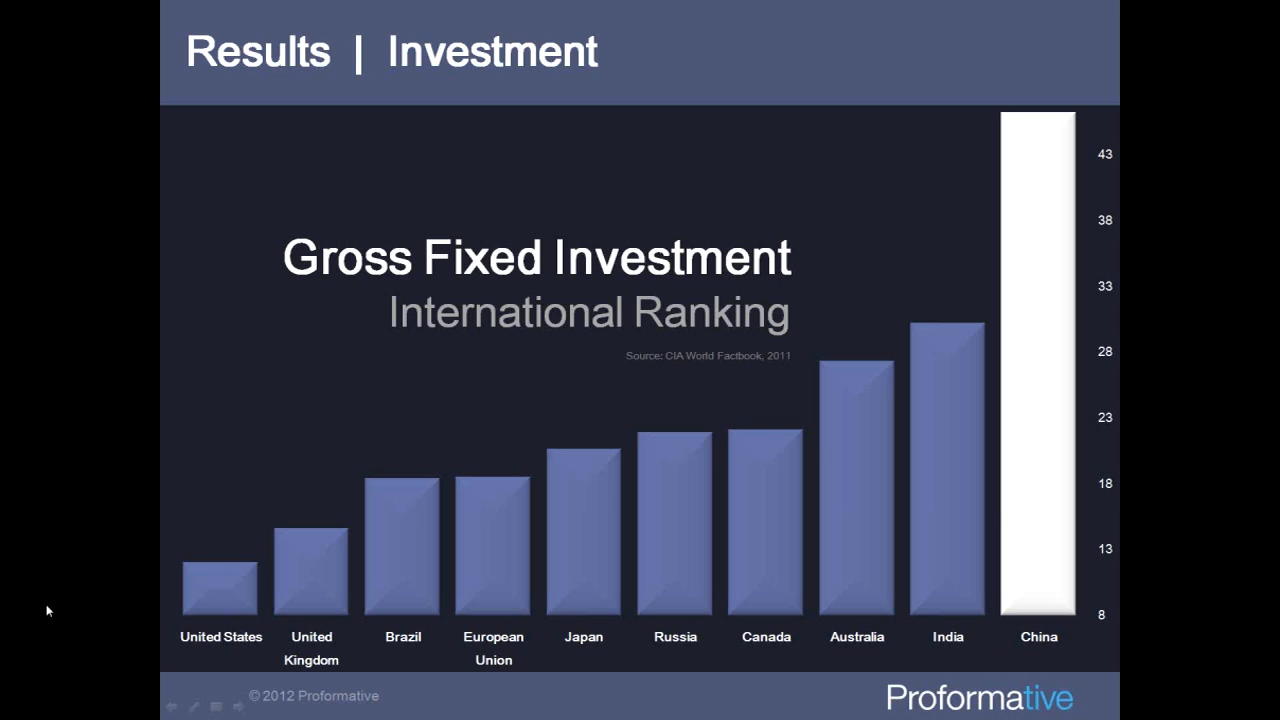 Results | Investment
Gross Fixed Investment
International Ranking
Source: CIA World Factbook, 2011
43
38
33
28
23
18
13
8
United States
United Kingdom
Brazil
European Union
Japan
Russia
Canada
Australia
India
China
© 2012 Proformative
Proformative